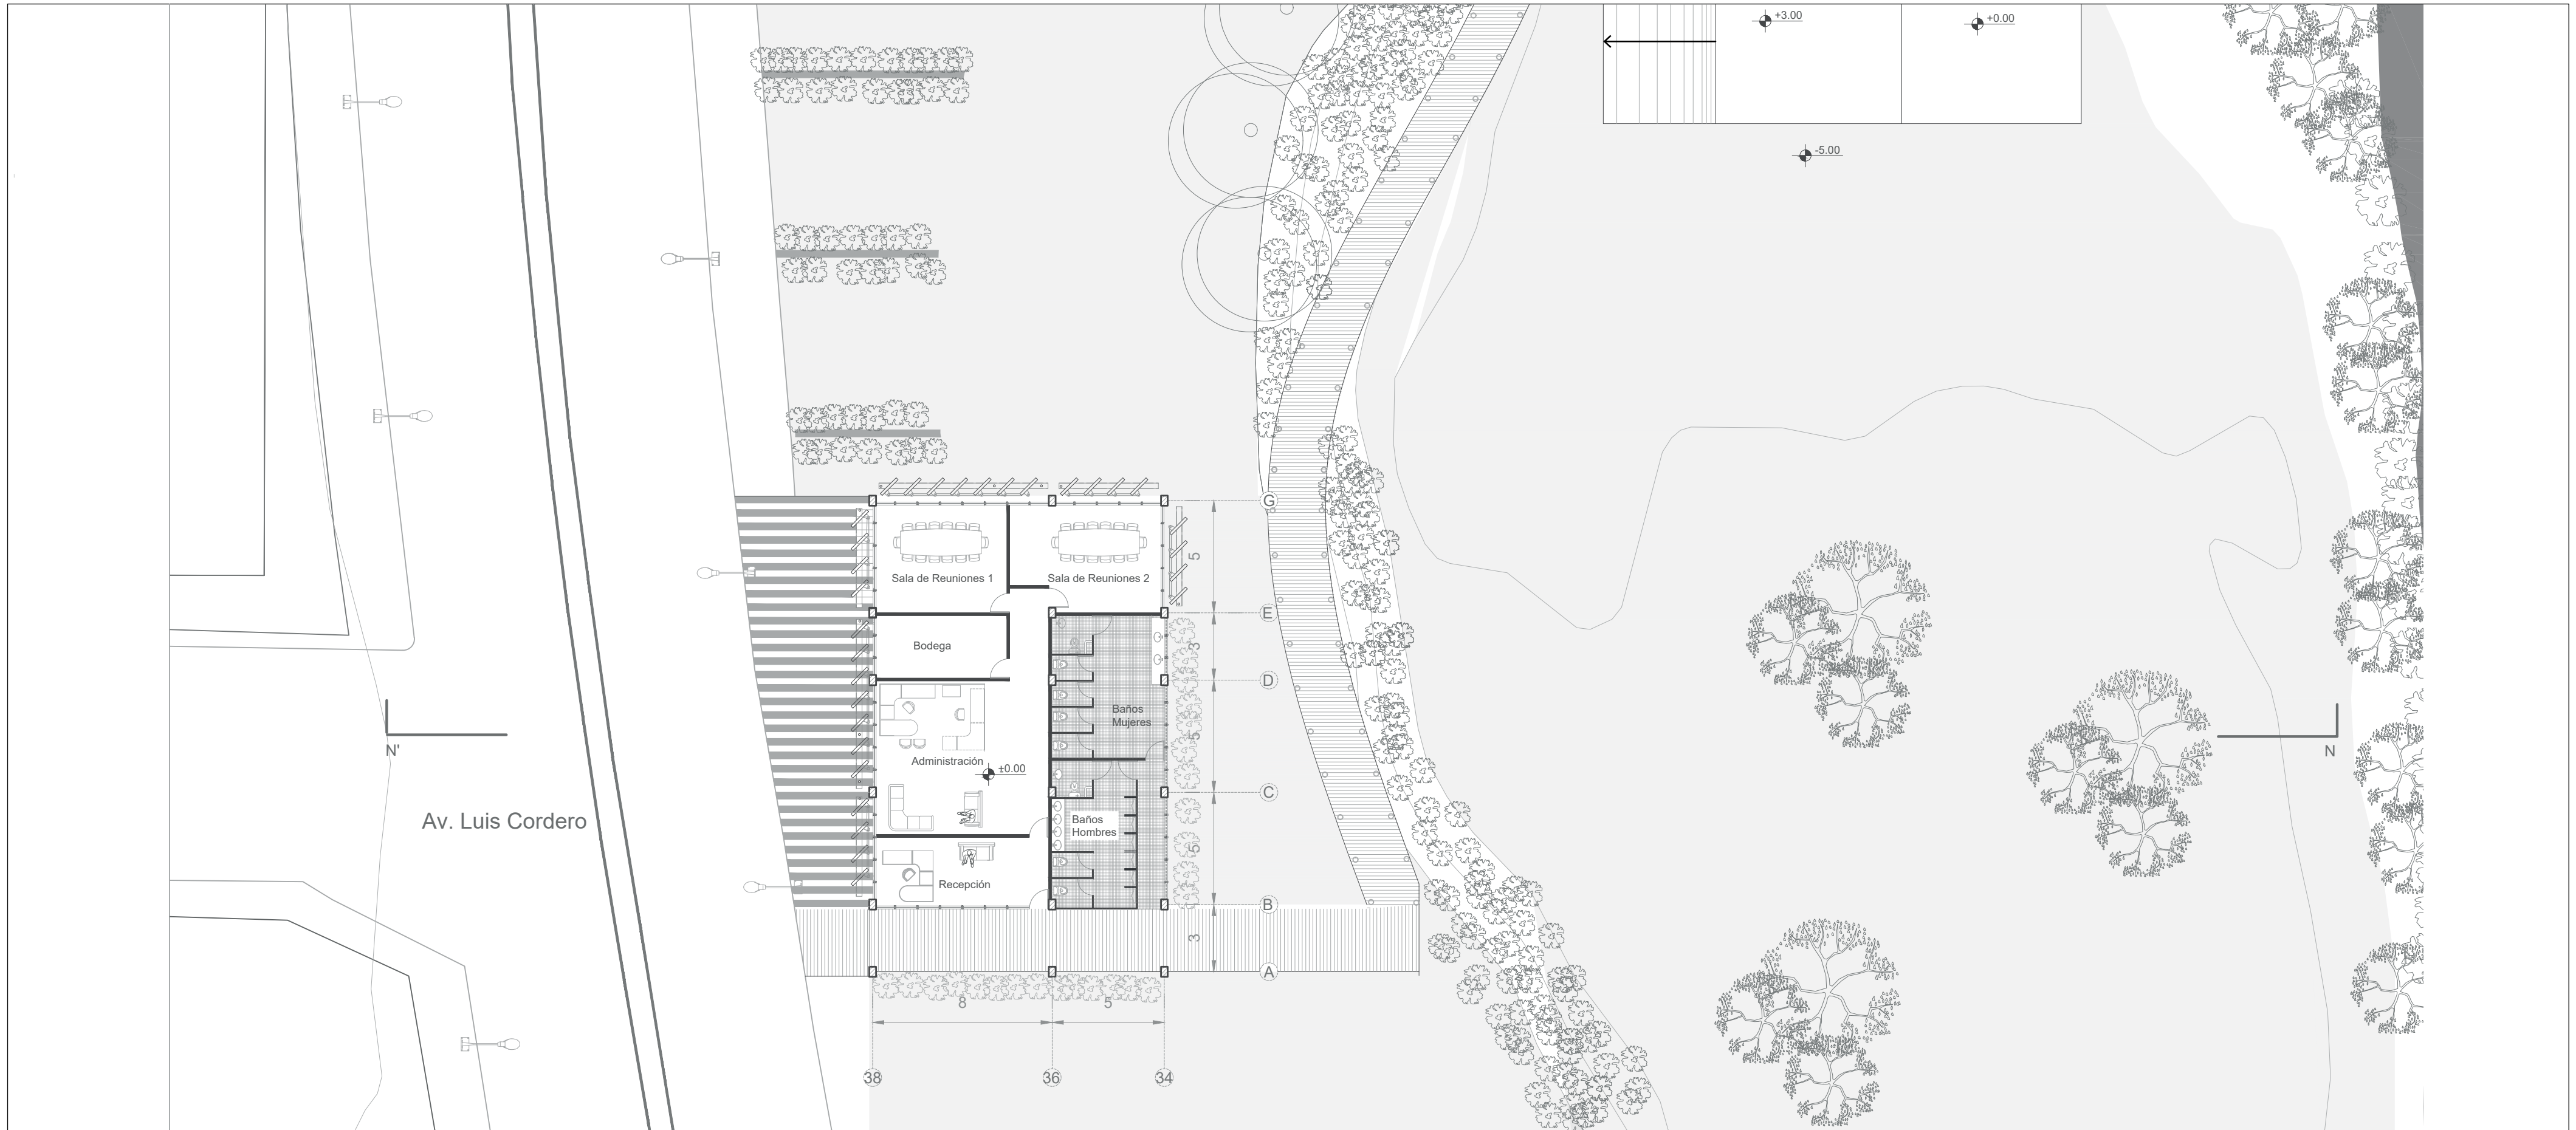 +3.00
+0.00
-5.00
G
5
Sala de Reuniones 1
Sala de Reuniones 2
E
Bodega
3
D
Baños
Mujeres
5
N'
N
Administración
±0.00
C
Av. Luis Cordero
Baños
Hombres
5
Recepción
B
3
A
8
5
38
36
34